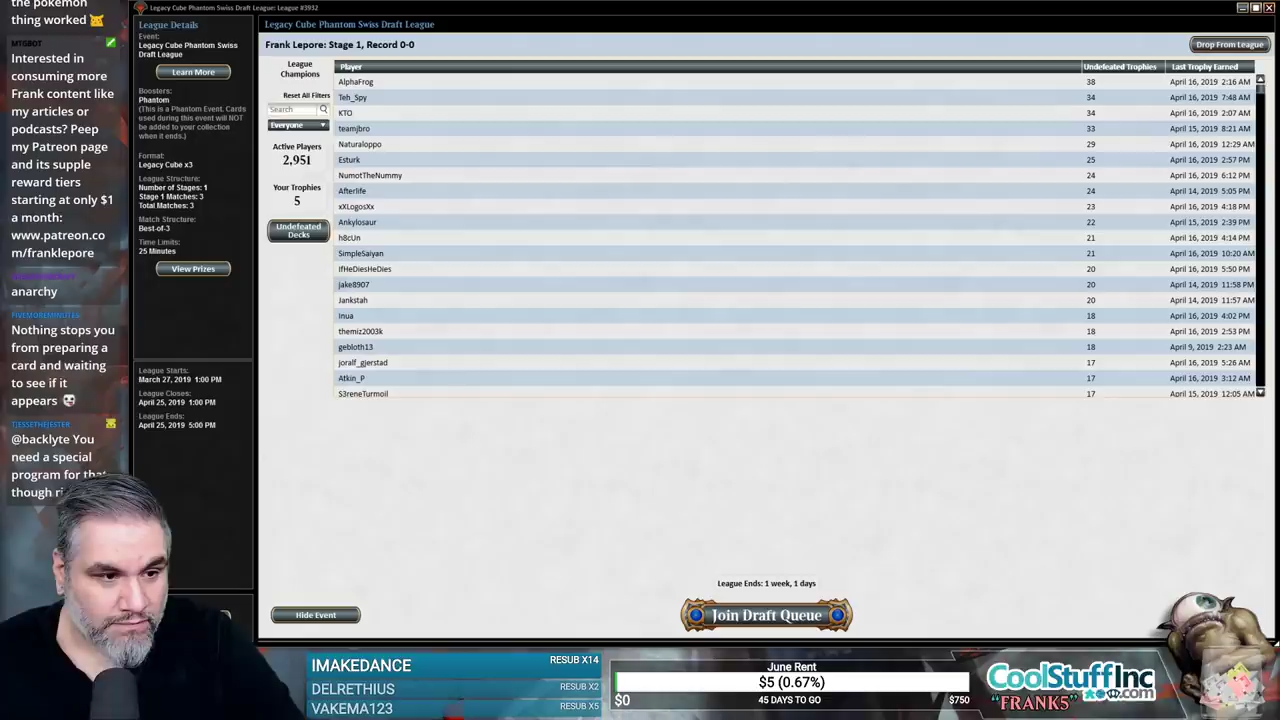 the pokemon
thing worked
MTGBOT
Interested in
consuming more
Frank content like
my articles or
podcasts? Peep
my Patreon page
and its supple
reward tiers
starting at only $1
a month:
www.patreon.co
m/franklepore
anarchy
FIVEMOREMINUTES
Nothing stops you
from preparing a
card and waiting
to see if it
appears
TJESSETHEJESTER
@backlyte You
need a special
program for that
though ri
Legacy Cube Phantom Swiss Draft League: League #3932
League Details
Event:
Legacy Cube Phantom Swiss
Draft League
Learn More
Boosters:
Phantom
(This is a Phantom Event. Cards
used during this event will NOT
be added to your collection
when it ends.)
Format:
Legacy Cube x3
League Structure:
Number of Stages: 1
Stage 1 Matches: 3
Total Matches: 3
Match Structure:
Best-of-3
Time Limits:
25 Minutes
View Prizes
League Starts:
March 27, 2019 1:00 PM
League Closes:
April 25, 2019 1:00 PM
League Ends:
April 25, 2019 5:00 PM
Legacy Cube Phantom Swiss Draft League
Frank Lepore: Stage 1, Record 0-0
Drop From League
League
Champions
Reset All Filters
Search
Everyone
Active Players
2,951
Your Trophies
5
Undefeated
Decks
Player Undefeated Trophies Last Trophy Earned
AlphaFrog 38 April 16, 2019 2:16 AM
Teh_Spy 34 April 16, 2019 7:48 AM
KTO 34 April 16, 2019 2:07 AM
teamjbro 33 April 15, 2019 8:21 AM
Naturaloppo 29 April 16, 2019 12:29 AM
Esturk 25 April 16, 2019 2:57 PM
NumotTheNummy 24 April 16, 2019 6:12 PM
Afterlife 24 April 14, 2019 5:05 PM
xXLogosXx 23 April 16, 2019 4:18 PM
Ankylosaur 22 April 15, 2019 2:39 PM
h8cUn 21 April 16, 2019 4:14 PM
SimpleSaiyan 21 April 16, 2019 10:20 AM
IfHeDiesHeDies 20 April 16, 2019 5:50 PM
jake8907 20 April 14, 2019 11:58 PM
Jankstah 20 April 14, 2019 11:57 AM
Inua 18 April 16, 2019 4:02 PM
themiz2003k 18 April 16, 2019 2:53 PM
gebloth13 18 April 9, 2019 2:23 AM
joralf_gjerstad 17 April 16, 2019 5:26 AM
Atkin_P 17 April 16, 2019 3:12 AM
S3reneTurmoil 17 April 15, 2019 12:05 AM
League Ends: 1 week, 1 days
Hide Event
Join Draft Queue
IMAKEDANCE RESUB X14
DELRETHIUS RESUB X2
VAKEMA123 RESUB X5
June Rent
$5 (0.67%)
$0 45 DAYS TO GO $750
CoolStuffInc
.com
"FRANK5"